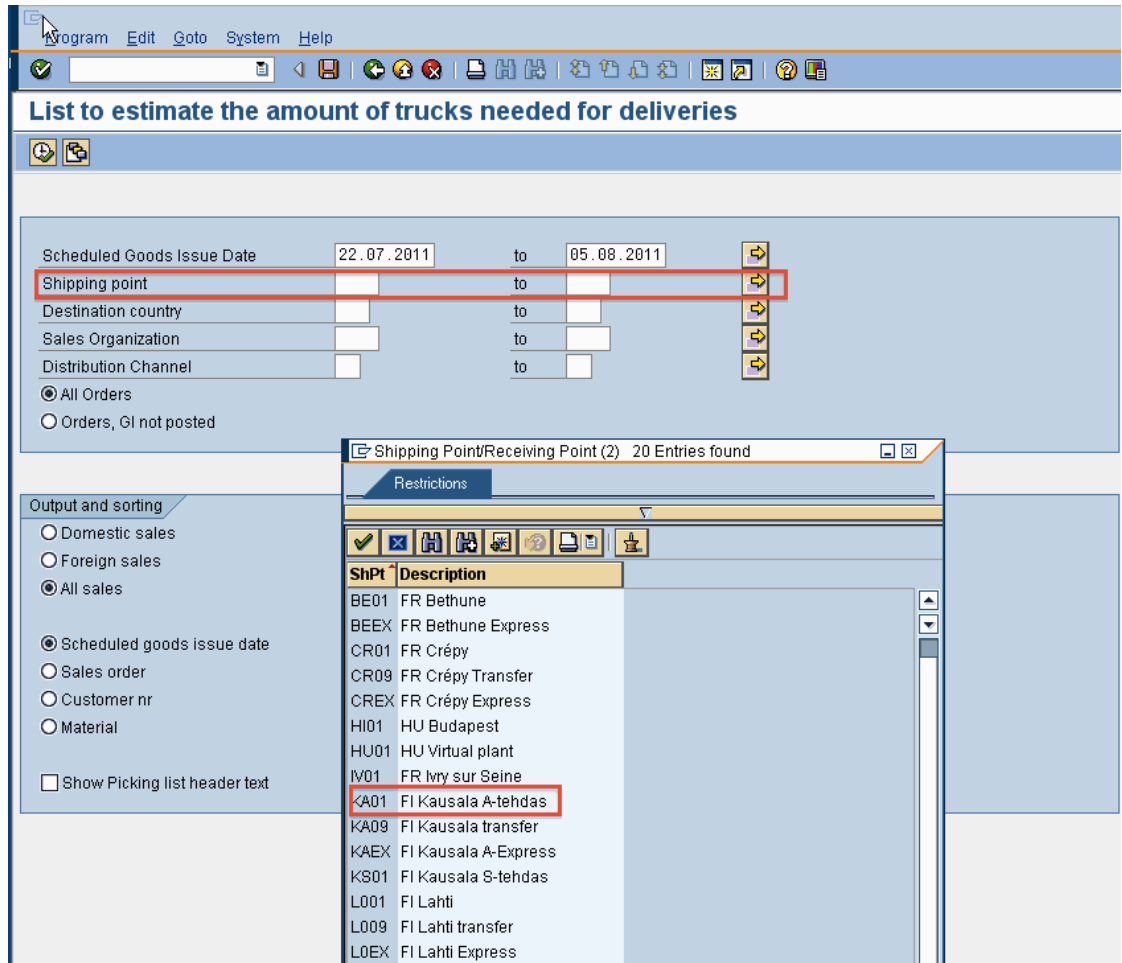 Program Edit Goto System Help
List to estimate the amount of trucks needed for deliveries
Scheduled Goods Issue Date 22.07.2011 to 05.08.2011
Shipping point to
Destination country to
Sales Organization to
Distribution Channel to
All Orders
Orders, GI not posted
Output and sorting
Domestic sales
Foreign sales
All sales
Scheduled goods issue date
Sales order
Customer nr
Material
Show Picking list header text
Shipping Point/Receiving Point (2) 20 Entries found
Restrictions
ShPt Description
BE01 FR Bethune
BEEX FR Bethune Express
CR01 FR Crépy
CR09 FR Crépy Transfer
CREX FR Crépy Express
HI01 HU Budapest
HU01 HU Virtual plant
IV01 FR Ivry sur Seine
KA01 FI Kausala A-tehdas
KA09 FI Kausala transfer
KAEX FI Kausala A-Express
KS01 FI Kausala S-tehdas
L001 FI Lahti
L009 FI Lahti transfer
L0EX FI Lahti Express